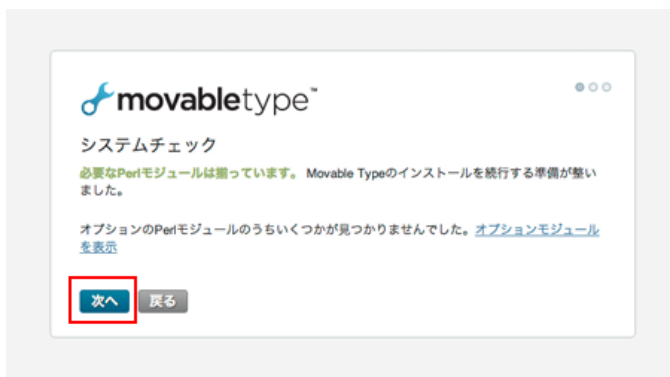 movabletype™
システムチェック
必要なPerlモジュールは揃っています。 Movable Typeのインストールを続行する準備が整い
ました。
オプションのPerlモジュールのうちいくつかが見つかりませんでした。オプションモジュール
を表示
次へ 戻る